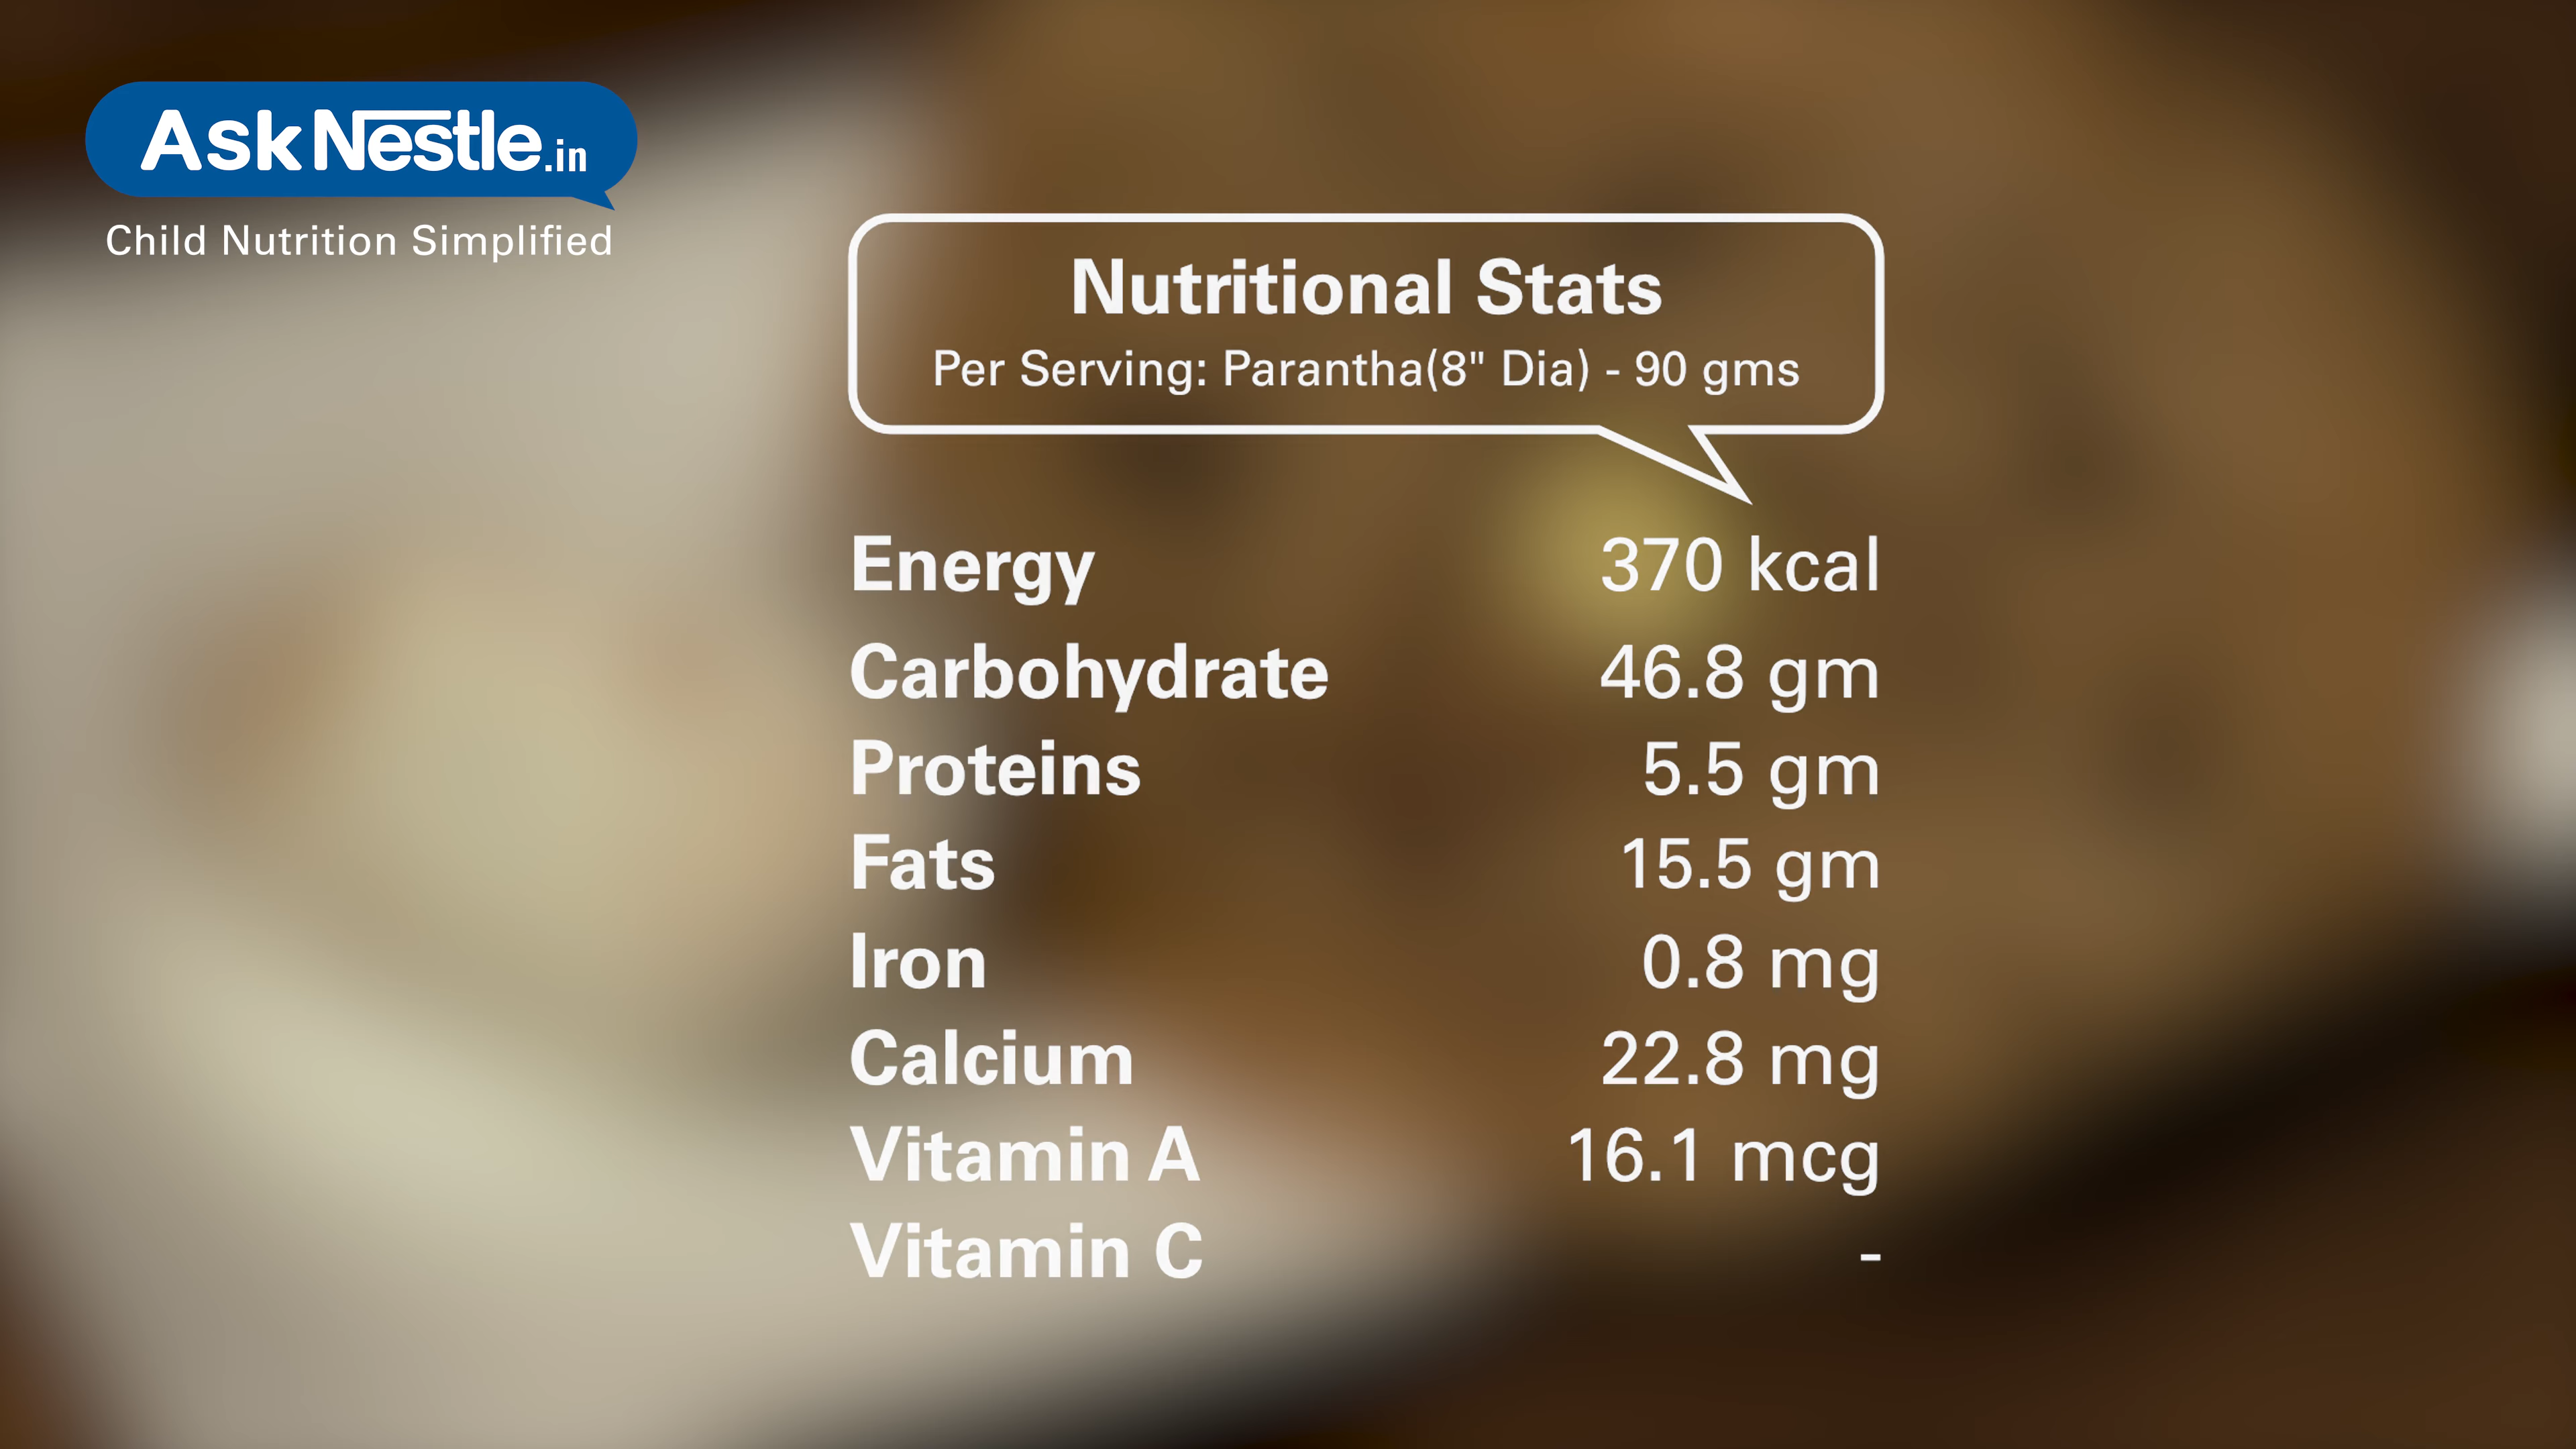 AskNestle.in
Child Nutrition Simplified
Nutritional Stats
Per Serving: Parantha(8" Dia) - 90 gms
Energy 370 kcal
Carbohydrate 46.8 gm
Proteins 5.5 gm
Fats 15.5 gm
Iron 0.8 mg
Calcium 22.8 mg
Vitamin A 16.1 mcg
Vitamin C -